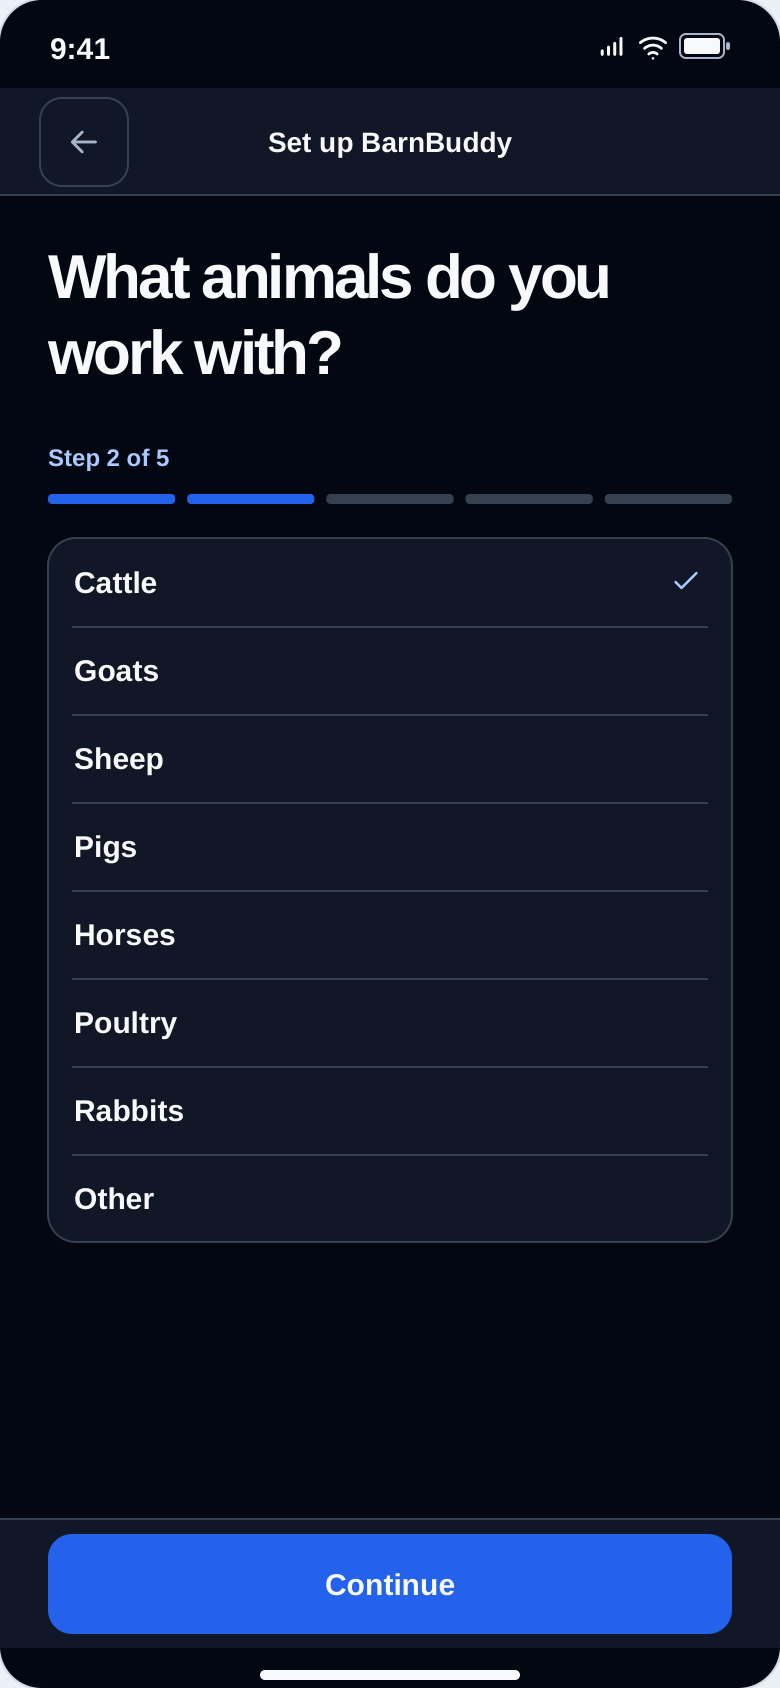 9:41
Set up BarnBuddy
What animals do you
work with?
Step 2 of 5
Cattle
Goats
Sheep
Pigs
Horses
Poultry
Rabbits
Other
Continue